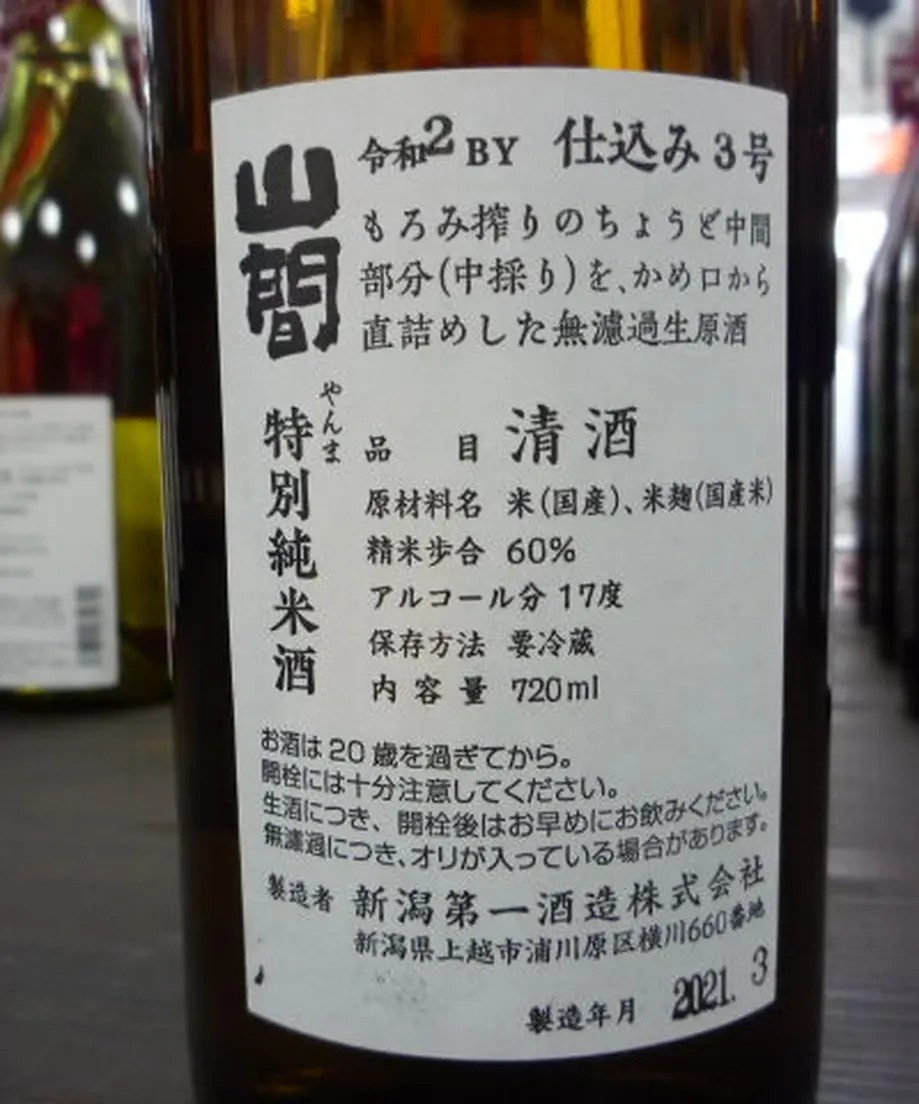 山間
やんま
特別純米酒
令和2BY 仕込み3号
もろみ搾りのちょうど中間
部分(中採り)を、かめ口から
直詰めした無濾過生原酒
品目 清酒
原材料名 米(国産)、米麹(国産米)
精米歩合 60%
アルコール分 17度
保存方法 要冷蔵
内容量 720ml
お酒は20歳を過ぎてから。
開栓には十分注意してください。
生酒につき、開栓後はお早めにお飲みください。
無濾過につき、オリが入っている場合があります。
製造者 新潟第一酒造株式会社
新潟県上越市浦川原区横川660番地
製造年月 2021. 3